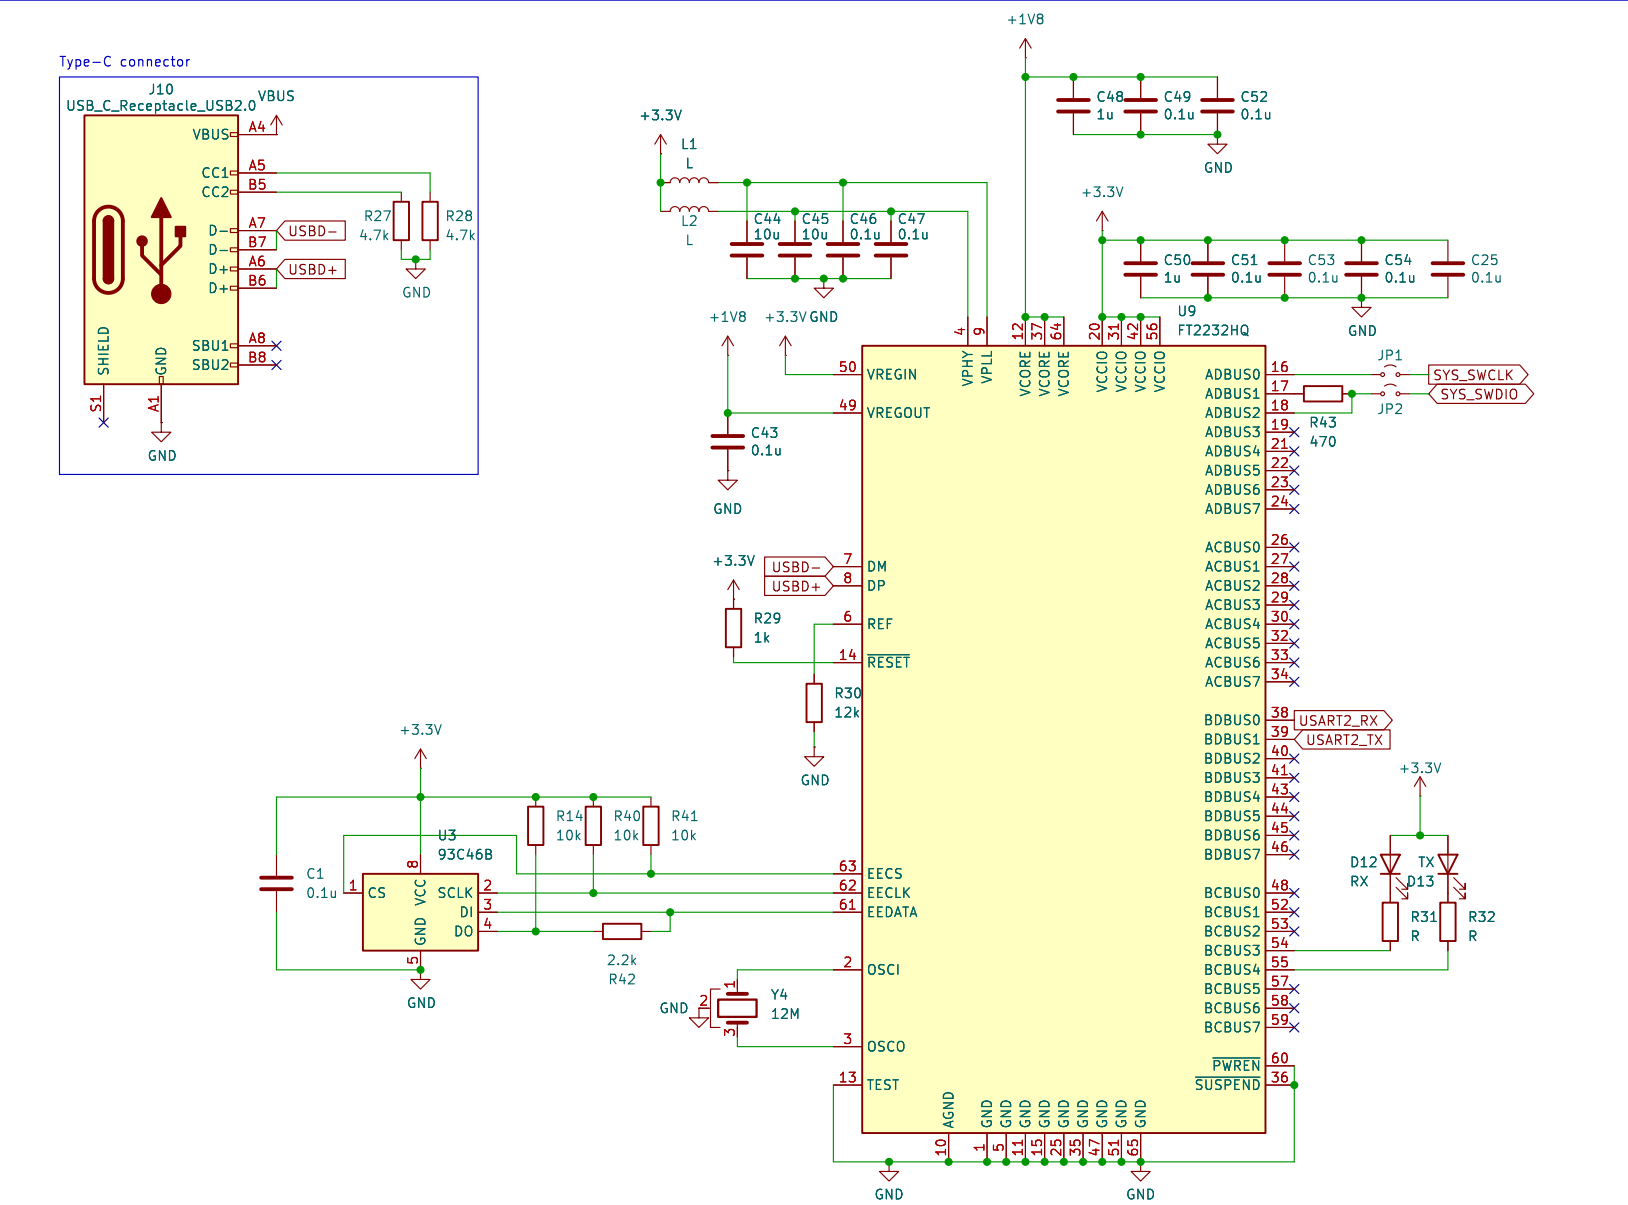 Type-C connector
J10
USB_C_Receptacle_USB2.0
VBUS
VBUS
A4
CC1
A5
CC2
B5
D-
A7
USBD-
D-
B7
D+
A6
USBD+
D+
B6
SBU1
A8
SBU2
B8
SHIELD
GND
S1
A1
GND
R27
4.7k
R28
4.7k
GND
+3.3V
L1
L
L2
L
C44
10u
C45
10u
C46
0.1u
C47
0.1u
GND
+1V8
C48
1u
C49
0.1u
C52
0.1u
GND
+3.3V
C50
1u
C51
0.1u
C53
0.1u
C54
0.1u
C25
0.1u
GND
U9
FT2232HQ
+1V8
+3.3V
C43
0.1u
GND
4
VPHY
9
VPLL
12
VCORE
37
VCORE
64
VCORE
20
VCCIO
31
VCCIO
42
VCCIO
56
VCCIO
50
VREGIN
49
VREGOUT
USBD-
7
DM
USBD+
8
DP
6
REF
14
RESET
+3.3V
R29
1k
R30
12k
GND
63
EECS
62
EECLK
61
EEDATA
2
OSCI
3
OSCO
13
TEST
ADBUS0
16
ADBUS1
17
ADBUS2
18
ADBUS3
19
ADBUS4
21
ADBUS5
22
ADBUS6
23
ADBUS7
24
JP1
SYS_SWCLK
SYS_SWDIO
JP2
R43
470
ACBUS0
26
ACBUS1
27
ACBUS2
28
ACBUS3
29
ACBUS4
30
ACBUS5
32
ACBUS6
33
ACBUS7
34
BDBUS0
38
USART2_RX
BDBUS1
39
USART2_TX
BDBUS2
40
BDBUS3
41
BDBUS4
43
BDBUS5
44
BDBUS6
45
BDBUS7
46
BCBUS0
48
BCBUS1
52
BCBUS2
53
BCBUS3
54
BCBUS4
55
BCBUS5
57
BCBUS6
58
BCBUS7
59
PWREN
60
SUSPEND
36
+3.3V
D12
RX
TX
D13
R31
R
R32
R
+3.3V
C1
0.1u
U3
93C46B
8
VCC
1
CS
SCLK
2
DI
3
DO
4
GND
5
GND
R14
10k
R40
10k
R41
10k
2.2k
R42
GND
2
1
3
Y4
12M
AGND
10
GND
1
GND
5
GND
11
GND
15
GND
25
GND
35
GND
47
GND
51
GND
65
GND
GND